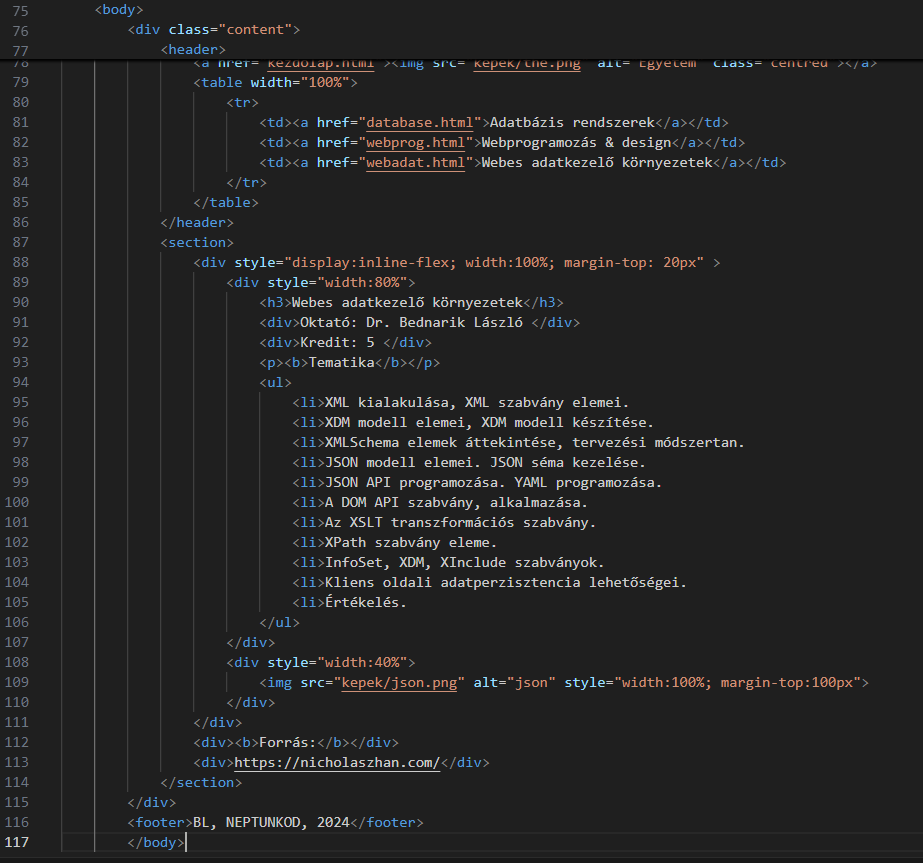 75 <body>
76 <div class="content">
77 <header>
78 <a href="kezdolap.html"><img src="kepek/the.png" alt="Egyetem" class="centred"></a>
79 <table width="100%">
80 <tr>
81 <td><a href="database.html">Adatbázis rendszerek</a></td>
82 <td><a href="webprog.html">Webprogramozás & design</a></td>
83 <td><a href="webadat.html">Webes adatkezelő környezetek</a></td>
84 </tr>
85 </table>
86 </header>
87 <section>
88 <div style="display:inline-flex; width:100%; margin-top: 20px" >
89 <div style="width:80%">
90 <h3>Webes adatkezelő környezetek</h3>
91 <div>Oktató: Dr. Bednarik László </div>
92 <div>Kredit: 5 </div>
93 <p><b>Tematika</b></p>
94 <ul>
95 <li>XML kialakulása, XML szabvány elemei.
96 <li>XDM modell elemei, XDM modell készítése.
97 <li>XMLSchema elemek áttekintése, tervezési módszertan.
98 <li>JSON modell elemei. JSON séma kezelése.
99 <li>JSON API programozása. YAML programozása.
100 <li>A DOM API szabvány, alkalmazása.
101 <li>Az XSLT transzformációs szabvány.
102 <li>XPath szabvány eleme.
103 <li>InfoSet, XDM, XInclude szabványok.
104 <li>Kliens oldali adatperzisztencia lehetőségei.
105 <li>Értékelés.
106 </ul>
107 </div>
108 <div style="width:40%">
109 <img src="kepek/json.png" alt="json" style="width:100%; margin-top:100px">
110 </div>
111 </div>
112 <div><b>Forrás:</b></div>
113 <div>https://nicholaszhan.com/</div>
114 </section>
115 </div>
116 <footer>BL, NEPTUNKOD, 2024</footer>
117 </body>